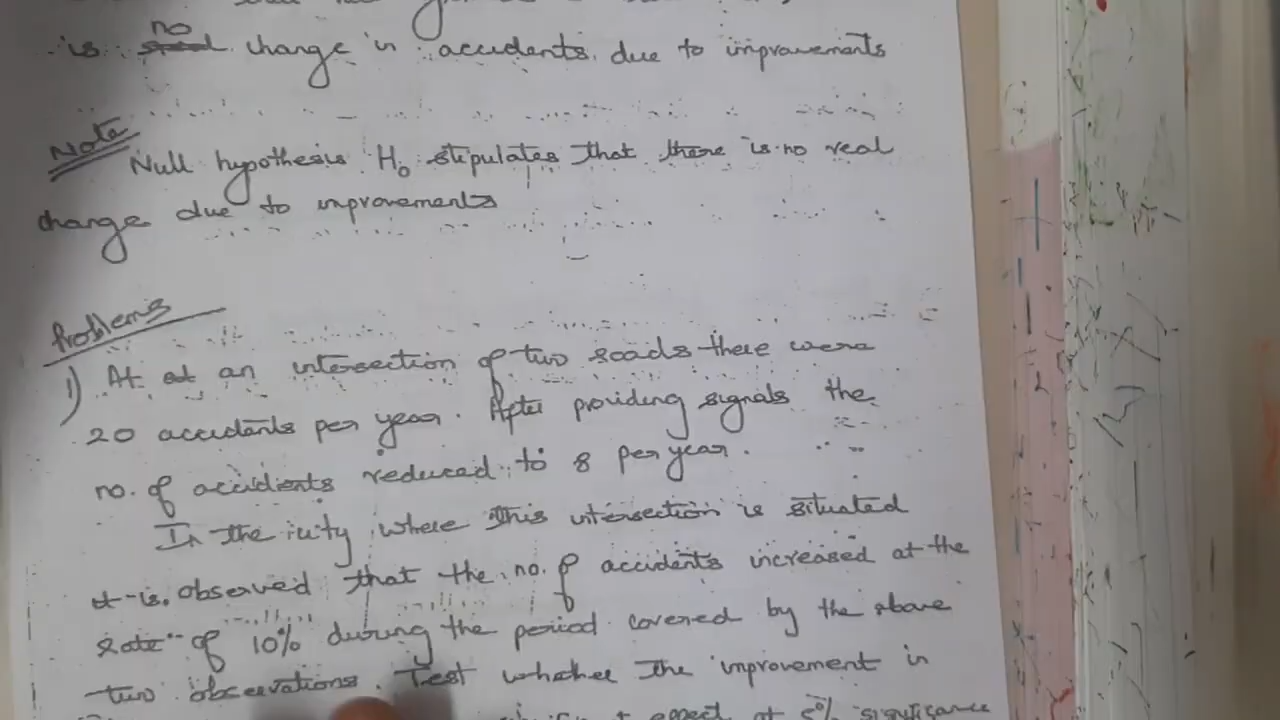 is no change in accidents due to improvements
Note
Null hypothesis H₀ stipulates that there is no real
change due to improvements
Problems
1) At an intersection of two roads there were
20 accidents per year. After providing signals the
no. of accidents reduced to 8 per year.
In the city where this intersection is situated
it is observed that the no. of accidents increased at the
rate of 10% during the period covered by the above
two observations. Test whether the improvement in
effect at 5% significance